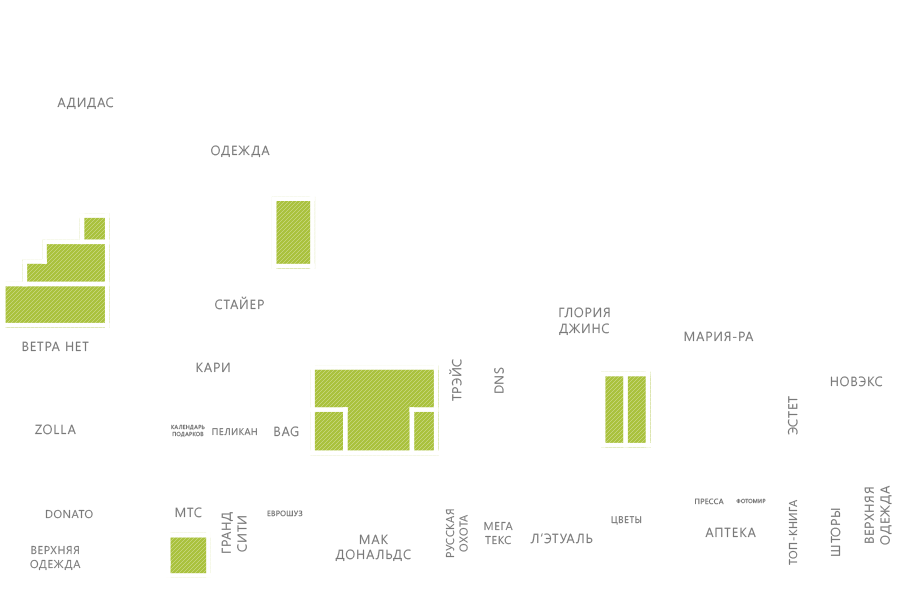 АДИДАС
ОДЕЖДА
СТАЙЕР
ГЛОРИЯ
ДЖИНС
МАРИЯ-РА
ВЕТРА НЕТ
КАРИ
ТРЭЙС
DNS
НОВЭКС
ЭСТЕТ
ZOLLA
КАЛЕНДАРЬ
ПОДАРКОВ
ПЕЛИКАН
BAG
DONATO
МТС
ГРАНД
СИТИ
ЕВРОШУЗ
ВЕРХНЯЯ
ОДЕЖДА
МАК
ДОНАЛЬДС
РУССКАЯ
ОХОТА
МЕГА
ТЕКС
Л'ЭТУАЛЬ
ЦВЕТЫ
ПРЕССА
ФОТОМИР
АПТЕКА
ТОП-КНИГА
ШТОРЫ
ВЕРХНЯЯ
ОДЕЖДА